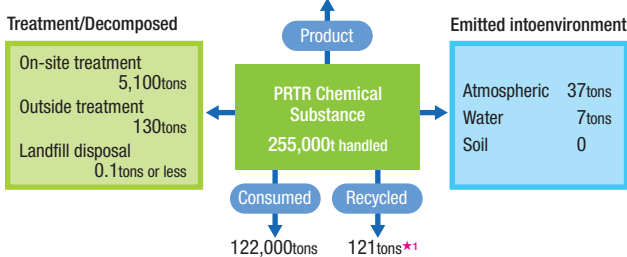 Treatment/Decomposed
On-site treatment
5,100tons
Outside treatment
130tons
Landfill disposal
0.1tons or less
Product
PRTR Chemical
Substance
255,000t handled
Consumed
122,000tons
Recycled
121tons★1
Emitted intoenvironment
Atmospheric 37tons
Water 7tons
Soil 0